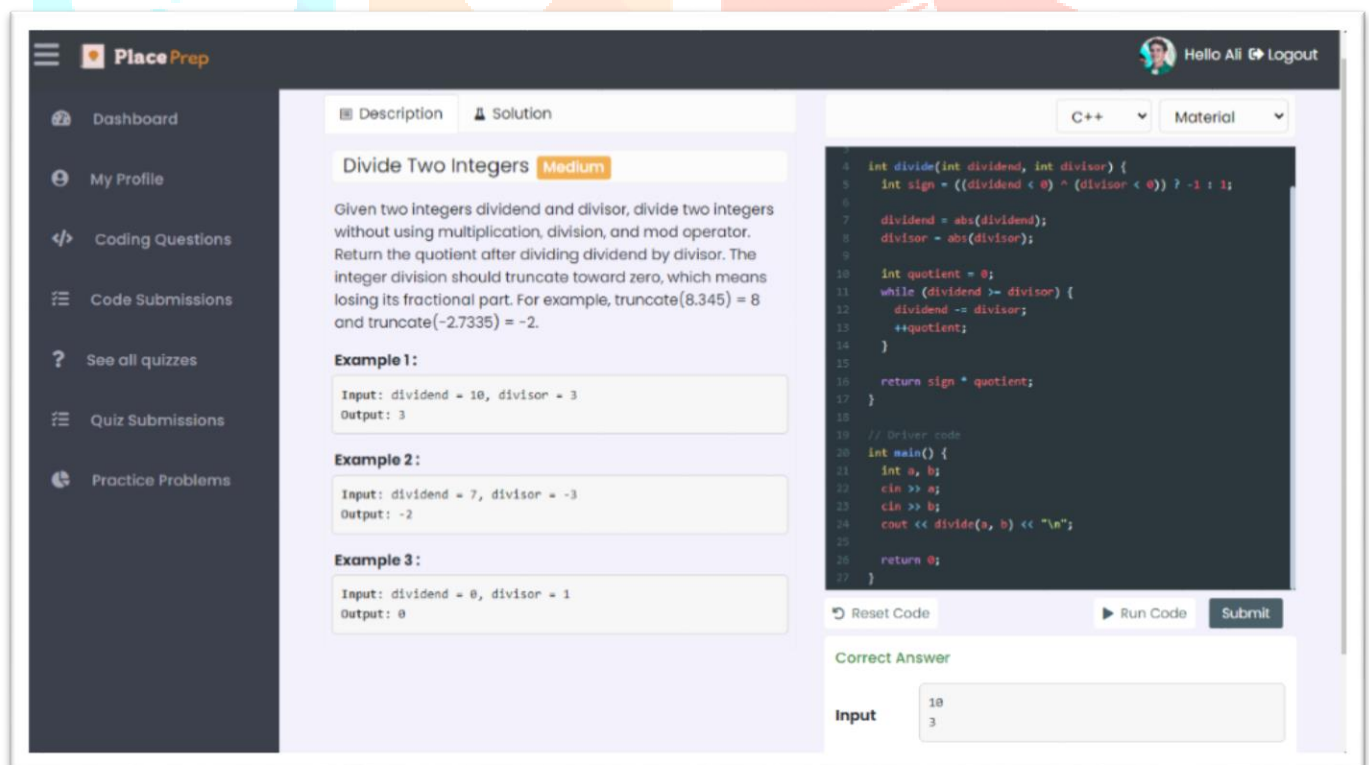 PlacePrep
Hello Ali Logout
Dashboard
My Profile
Coding Questions
Code Submissions
See all quizzes
Quiz Submissions
Practice Problems
Description Solution
Divide Two Integers Medium
Given two integers dividend and divisor, divide two integers
without using multiplication, division, and mod operator.
Return the quotient after dividing dividend by divisor. The
integer division should truncate toward zero, which means
losing its fractional part. For example, truncate(8.345) = 8
and truncate(-2.7335) = -2.
Example 1:
Input: dividend = 10, divisor = 3
Output: 3
Example 2:
Input: dividend = 7, divisor = -3
Output: -2
Example 3:
Input: dividend = 0, divisor = 1
Output: 0
C++ Material
3
4 int divide(int dividend, int divisor) {
5 int sign = ((dividend < 0) ^ (divisor < 0)) ? -1 : 1;
6
7 dividend = abs(dividend);
8 divisor = abs(divisor);
9
10 int quotient = 0;
11 while (dividend >= divisor) {
12 dividend -= divisor;
13 ++quotient;
14 }
15
16 return sign * quotient;
17 }
18
19 // Driver code
20 int main() {
21 int a, b;
22 cin >> a;
23 cin >> b;
24 cout << divide(a, b) << "\n";
25
26 return 0;
27 }
Reset Code Run Code Submit
Correct Answer
Input
10
3